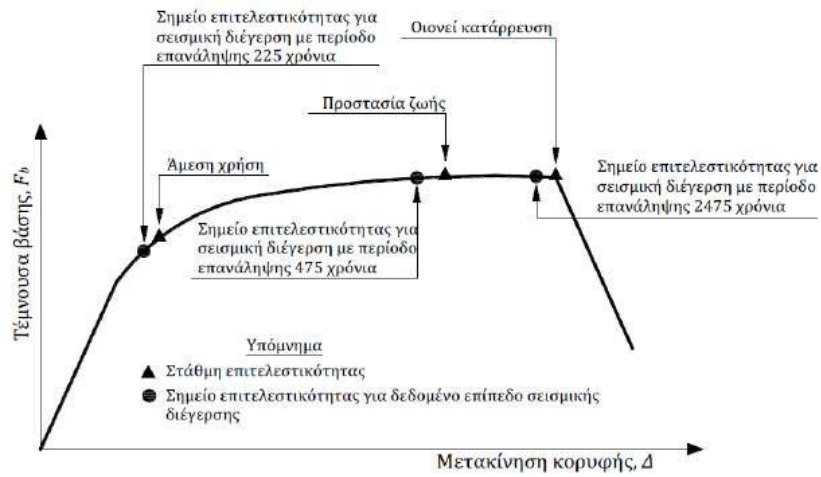 Σημείο επιτελεστικότητας για
σεισμική διέγερση με περίοδο
επανάληψης 225 χρόνια
Οιονεί κατάρρευση
Προστασία ζωής
Άμεση χρήση
Σημείο επιτελεστικότητας για
σεισμική διέγερση με περίοδο
επανάληψης 2475 χρόνια
Σημείο επιτελεστικότητας για
σεισμική διέγερση με περίοδο
επανάληψης 475 χρόνια
Τέμνουσα βάσης, F_b
Υπόμνημα
Στάθμη επιτελεστικότητας
Σημείο επιτελεστικότητας για δεδομένο επίπεδο σεισμικής
διέγερσης
Μετακίνηση κορυφής, Δ